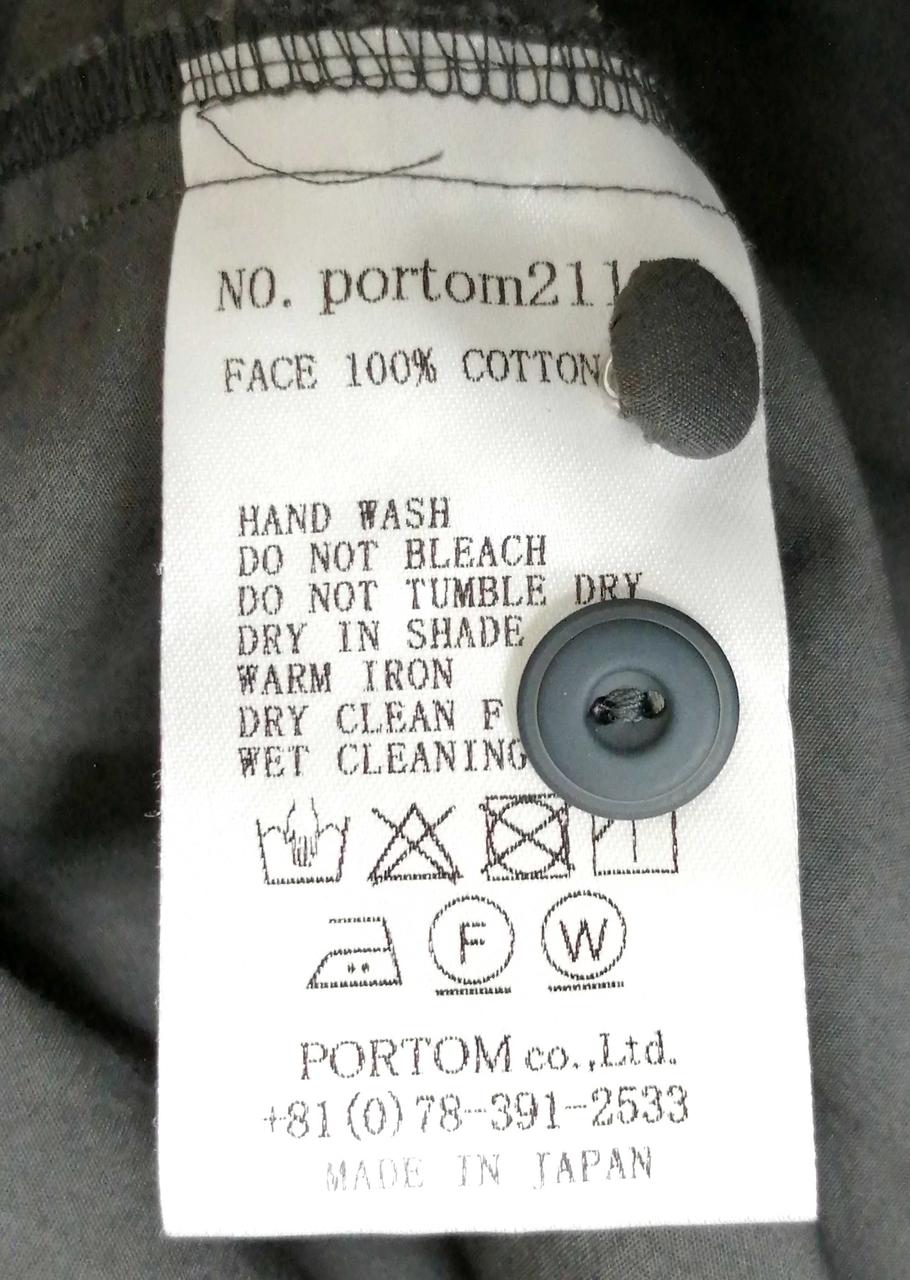 NO. portom211
FACE 100% COTTON
HAND WASH
DO NOT BLEACH
DO NOT TUMBLE DRY
DRY IN SHADE
WARM IRON
DRY CLEAN F
WET CLEANING
F W
PORTOM co.,Ltd.
+81(0)78-391-2533
MADE IN JAPAN